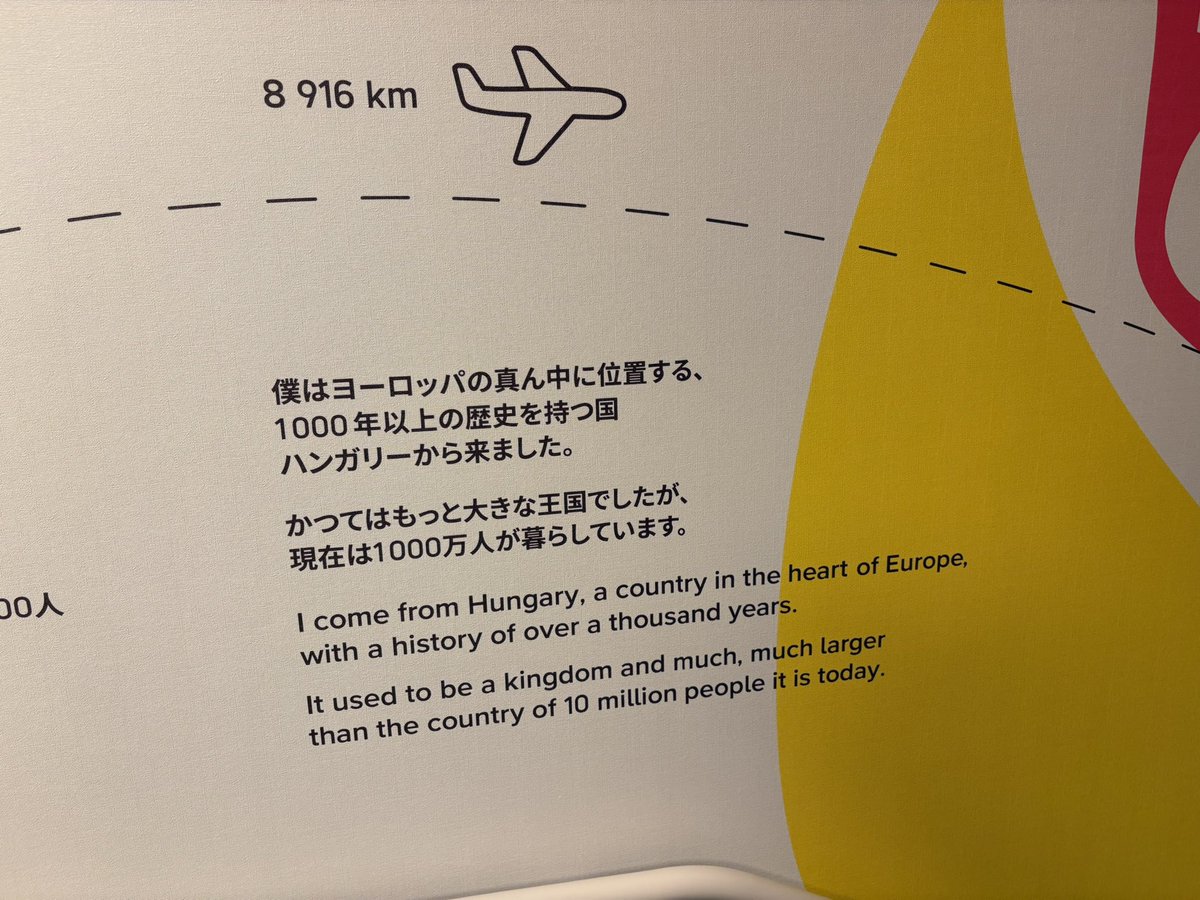 8 916 km
僕はヨーロッパの真ん中に位置する、
1000年以上の歴史を持つ国
ハンガリーから来ました。
かつてはもっと大きな王国でしたが、
現在は1000万人が暮らしています。
00人
I come from Hungary, a country in the heart of Europe,
with a history of over a thousand years.
It used to be a kingdom and much, much larger
than the country of 10 million people it is today.